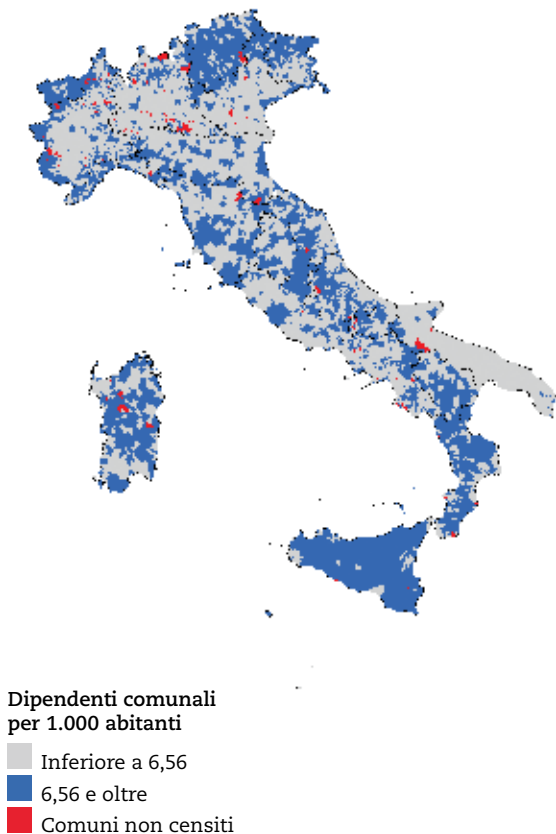 Dipendenti comunali
per 1.000 abitanti
Inferiore a 6,56
6,56 e oltre
Comuni non censiti